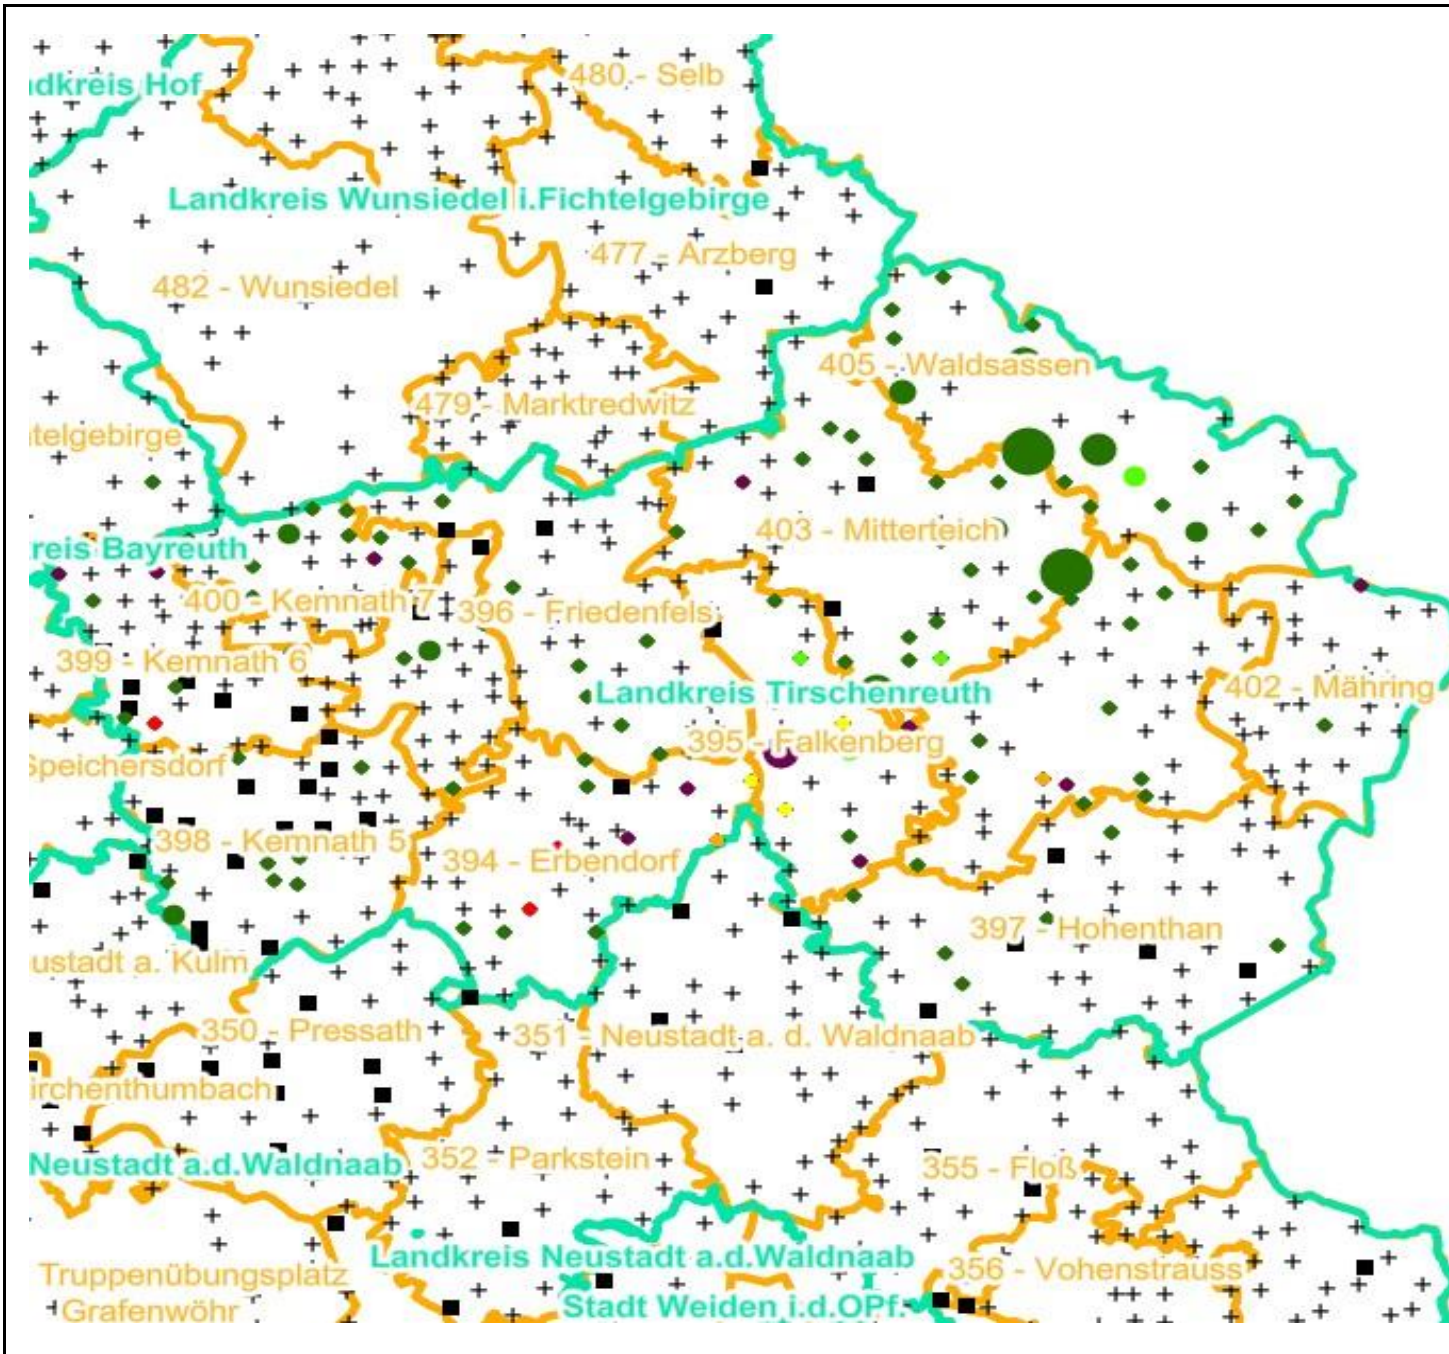 480 - Selb
ndkreis Hof
Landkreis Wunsiedel i.Fichtelgebirge
477 - Arzberg
482 - Wunsiedel
405 - Waldsassen
479 - Marktredwitz
htelgebirge
403 - Mitterteich
kreis Bayreuth
400 - Kemnath 7
396 - Friedenfels
399 - Kemnath 6
402 - Mähring
Landkreis Tirschenreuth
395 - Falkenberg
Speichersdorf
398 - Kemnath 5
394 - Erbendorf
397 - Hohenthan
ustadt a. Kulm
350 - Pressath
351 - Neustadt a. d. Waldnaab
irchenthumbach
352 - Parkstein
Neustadt a.d.Waldnaab
355 - Floß
Landkreis Neustadt a.d.Waldnaab
356 - Vohenstrauss
Truppenübungsplatz
Grafenwöhr
Stadt Weiden i.d.OPf.